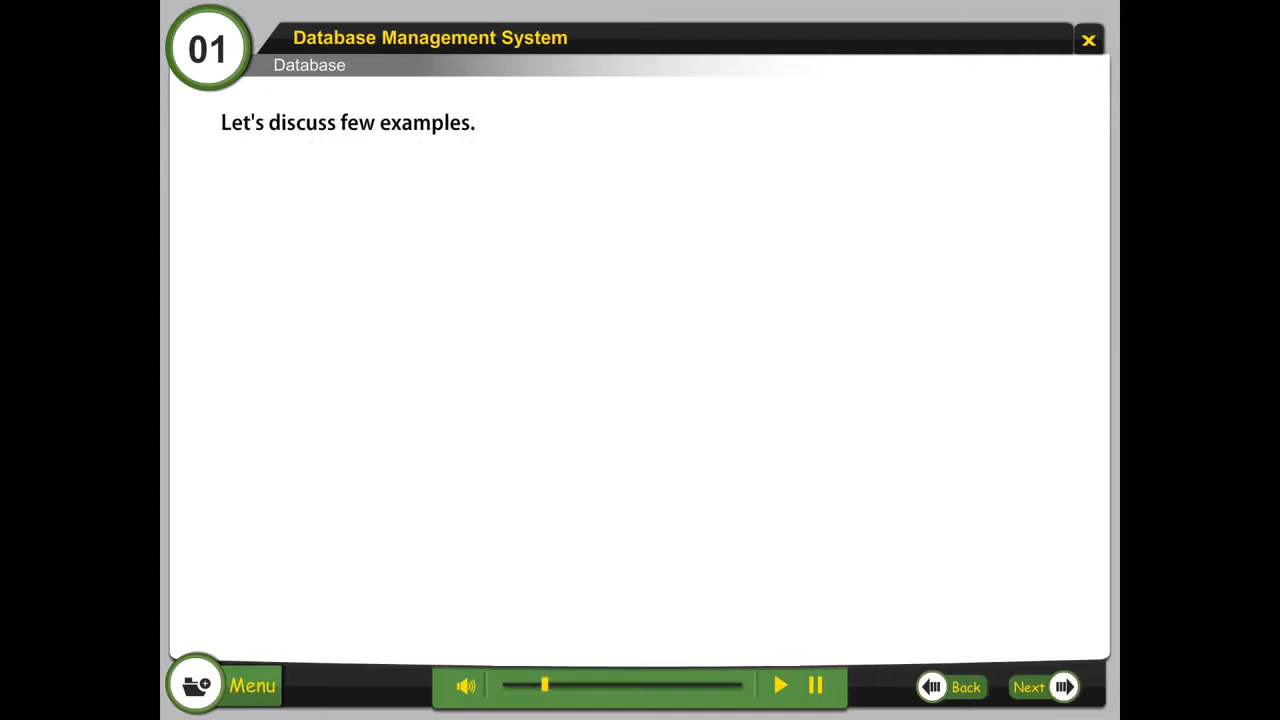 01
Database Management System
Database
Let's discuss few examples.
Menu
Back
Next